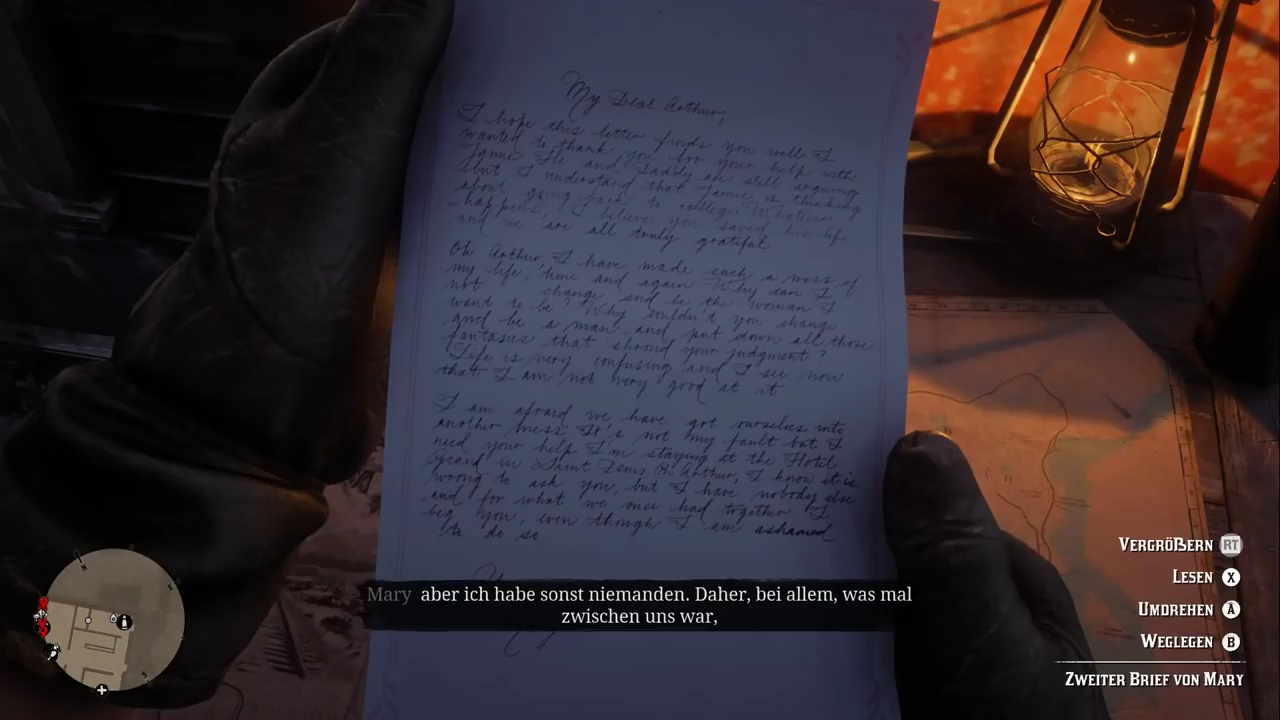 My Dear Arthur,
I hope this letter finds you well I
wanted to thank you for your help with
Jamie He and Daddy are still arguing
but I understand that Jamie is thinking
about going back to college. Whatever
happens, I believe you saved his life
and we are all truly grateful
Oh Arthur I have made such a mess of
my life, time and again Why can I
not change and be the woman I
want to be? Why couldn't you change
and be a man and put down all those
fantasies that shroud your judgment?
Life is very confusing and I see now
that I am not very good at it
I am afraid we have got ourselves into
another mess It's not my fault but I
need your help I'm staying at the Hotel
Grand in Saint Denis Oh Arthur, I know it is
wrong to ask you, but I have nobody else
and for what we once had together I
beg you, even though I am ashamed
to do so
Mary aber ich habe sonst niemanden. Daher, bei allem, was mal
zwischen uns war,
Vergrößern RT
Lesen X
Umdrehen A
Weglegen B
Zweiter Brief von Mary